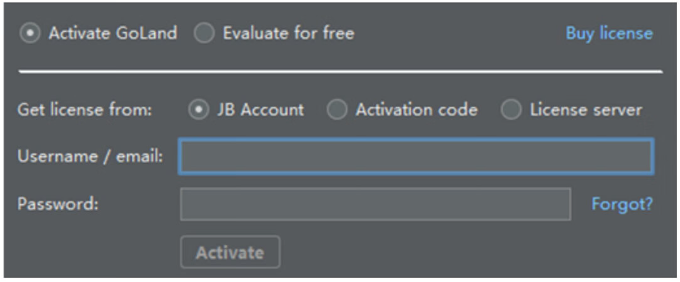 Activate GoLand Evaluate for free Buy license
Get license from: JB Account Activation code License server
Username / email:
Password: Forgot?
Activate